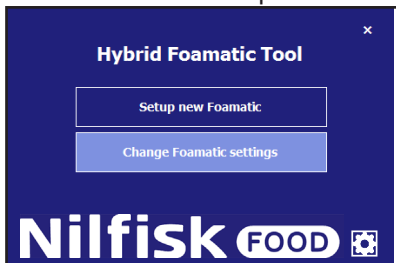 ×
Hybrid Foamatic Tool
Setup new Foamatic
Change Foamatic settings
Nilfisk FOOD